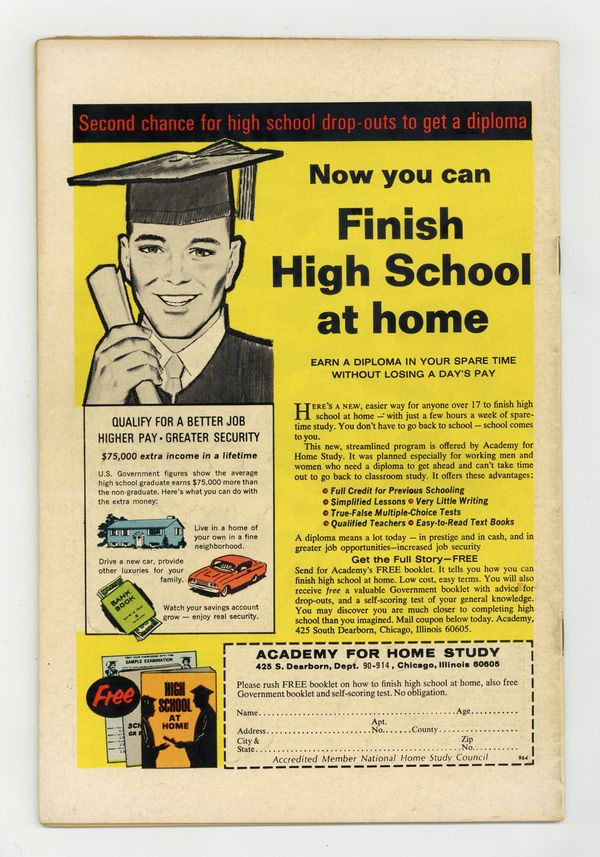 Second chance for high school drop-outs to get a diploma
Now you can
Finish
High School
at home
EARN A DIPLOMA IN YOUR SPARE TIME
WITHOUT LOSING A DAY'S PAY
HERE'S A NEW, easier way for anyone over 17 to finish high
school at home — with just a few hours a week of spare-
time study. You don't have to go back to school – school comes
to you.
This new, streamlined program is offered by Academy for
Home Study. It was planned especially for working men and
women who need a diploma to get ahead and can't take time
out to go back to classroom study. It offers these advantages:
Full Credit for Previous Schooling
Simplified Lessons • Very Little Writing
True-False Multiple-Choice Tests
Qualified Teachers • Easy-to-Read Text Books
A diploma means a lot today – in prestige and in cash, and in
greater job opportunities—increased job security
Get the Full Story—FREE
Send for Academy's FREE booklet. It tells you how you can
finish high school at home. Low cost, easy terms. You will also
receive free a valuable Government booklet with advice for
drop-outs, and a self-scoring test of your general knowledge.
You may discover you are much closer to completing high
school than you imagined. Mail coupon below today. Academy,
425 South Dearborn, Chicago, Illinois 60605.
QUALIFY FOR A BETTER JOB
HIGHER PAY • GREATER SECURITY
$75,000 extra income in a lifetime
U.S. Government figures show the average
high school graduate earns $75,000 more than
the non-graduate. Here's what you can do with
the extra money:
Live in a home of
your own in a fine
neighborhood.
Drive a new car, provide
other luxuries for your
family.
BANK
BOOK
Watch your savings account
grow — enjoy real security.
SAMPLE EXAMINATION
Free
HIGH
SCHOOL
AT
HOME
ACADEMY FOR HOME STUDY
425 S. Dearborn, Dept. 90-914, Chicago, Illinois 60605
Please rush FREE booklet on how to finish high school at home, also free
Government booklet and self-scoring test. No obligation.
Name.......... Age..........
Apt.
Address.......... No....... County..........
City & Zip
State.......... No..........
Accredited Member National Home Study Council 964